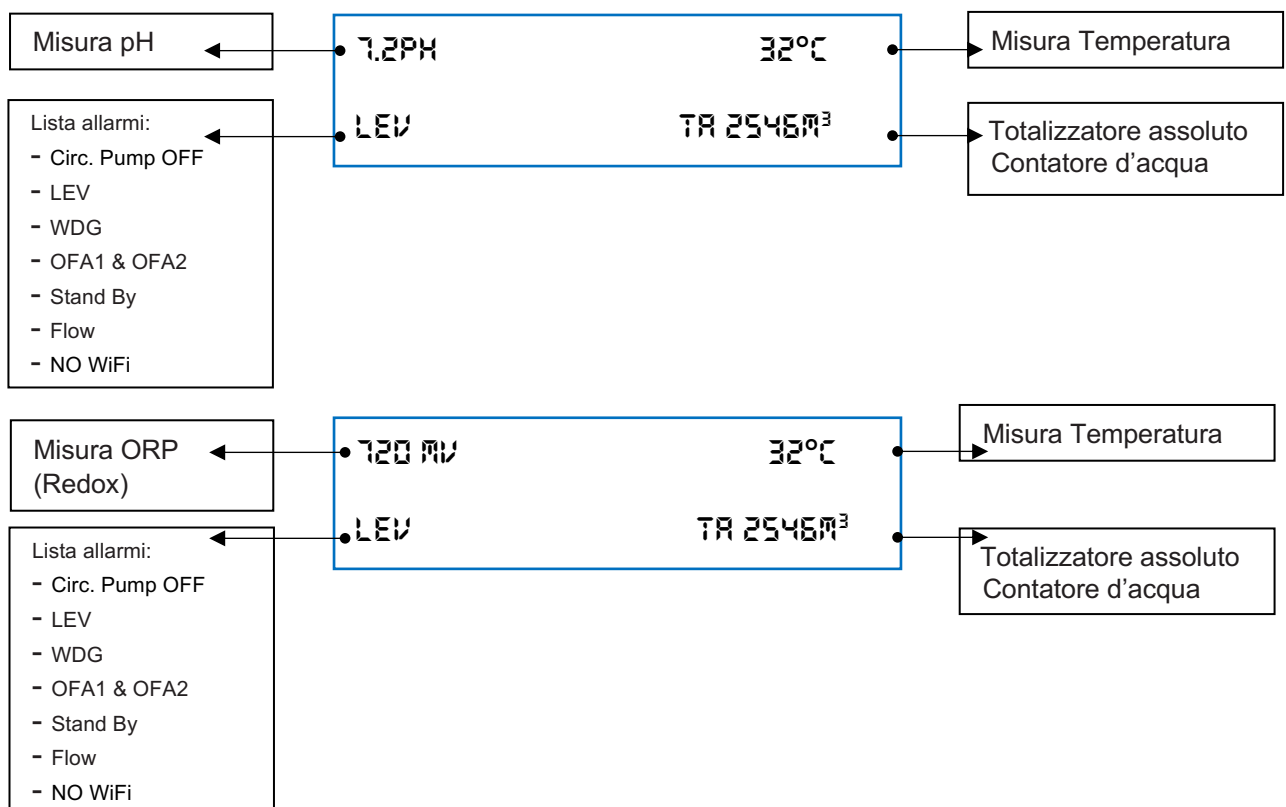 Misura pH
7.2PH 32°C
Misura Temperatura
Lista allarmi:
- Circ. Pump OFF
- LEV
- WDG
- OFA1 & OFA2
- Stand By
- Flow
- NO WiFi
LEV TA 2546M³
Totalizzatore assoluto
Contatore d'acqua
Misura ORP
(Redox)
720 MV 32°C
Misura Temperatura
Lista allarmi:
- Circ. Pump OFF
- LEV
- WDG
- OFA1 & OFA2
- Stand By
- Flow
- NO WiFi
LEV TA 2546M³
Totalizzatore assoluto
Contatore d'acqua